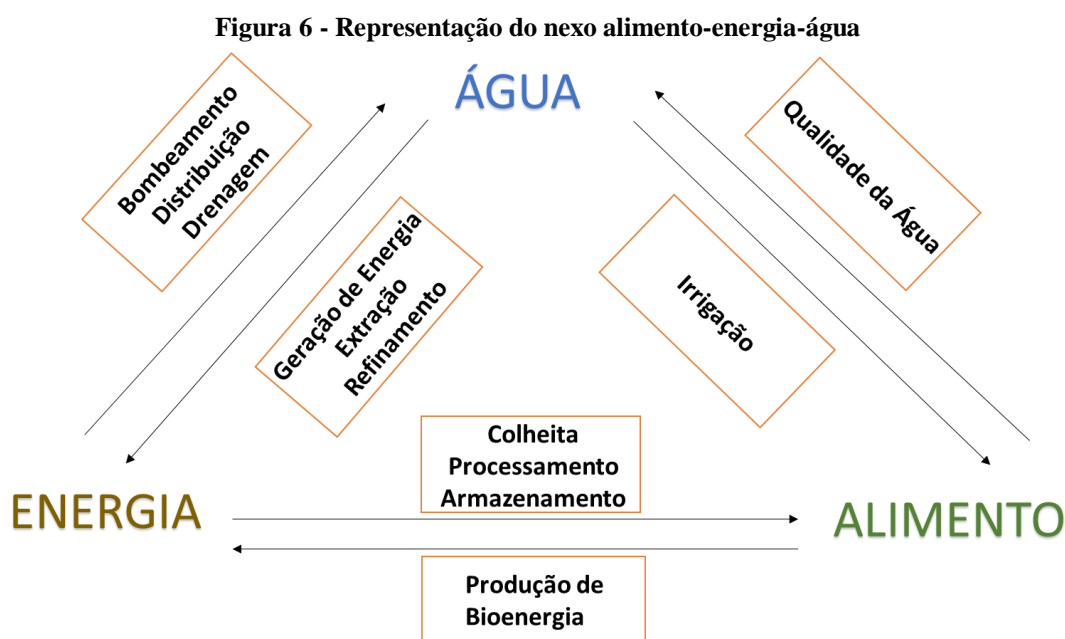 Figura 6 - Representação do nexo alimento-energia-água
ÁGUA
Bombeamento
Distribuição
Drenagem
Qualidade da Água
Geração de Energia
Extração
Refinamento
Irrigação
Colheita
Processamento
Armazenamento
ENERGIA
ALIMENTO
Produção de
Bioenergia